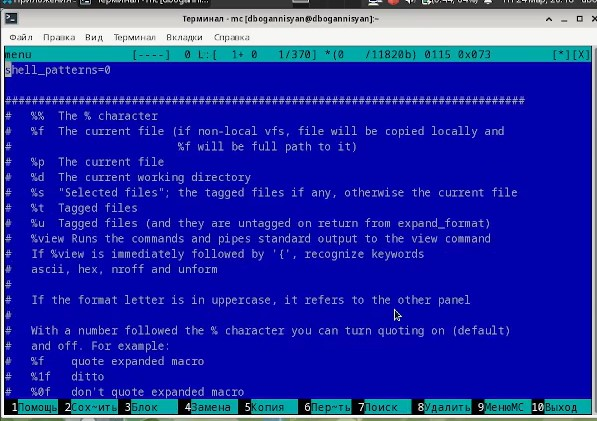 Терминал - mc [dbogannisyan@dbogannisyan]:~
Файл Правка Вид Терминал Вкладки Справка
menu [----] 0 L:[ 1+ 0 1/370] *(0 /11820b) 0115 0x073 [*][X]
shell_patterns=0
##############################################################################
# %% The % character
# %f The current file (if non-local vfs, file will be copied locally and
# %f will be full path to it)
# %p The current file
# %d The current working directory
# %s "Selected files"; the tagged files if any, otherwise the current file
# %t Tagged files
# %u Tagged files (and they are untagged on return from expand_format)
# %view Runs the commands and pipes standard output to the view command
# If %view is immediately followed by '{', recognize keywords
# ascii, hex, nroff and unform
#
# If the format letter is in uppercase, it refers to the other panel
#
# With a number followed the % character you can turn quoting on (default)
# and off. For example:
# %f quote expanded macro
# %1f ditto
# %0f don't quote expanded macro
1Помощь 2Сох~ить 3Блок 4Замена 5Копия 6Пер~ть 7Поиск 8Удалить 9МенюMC 10Выход